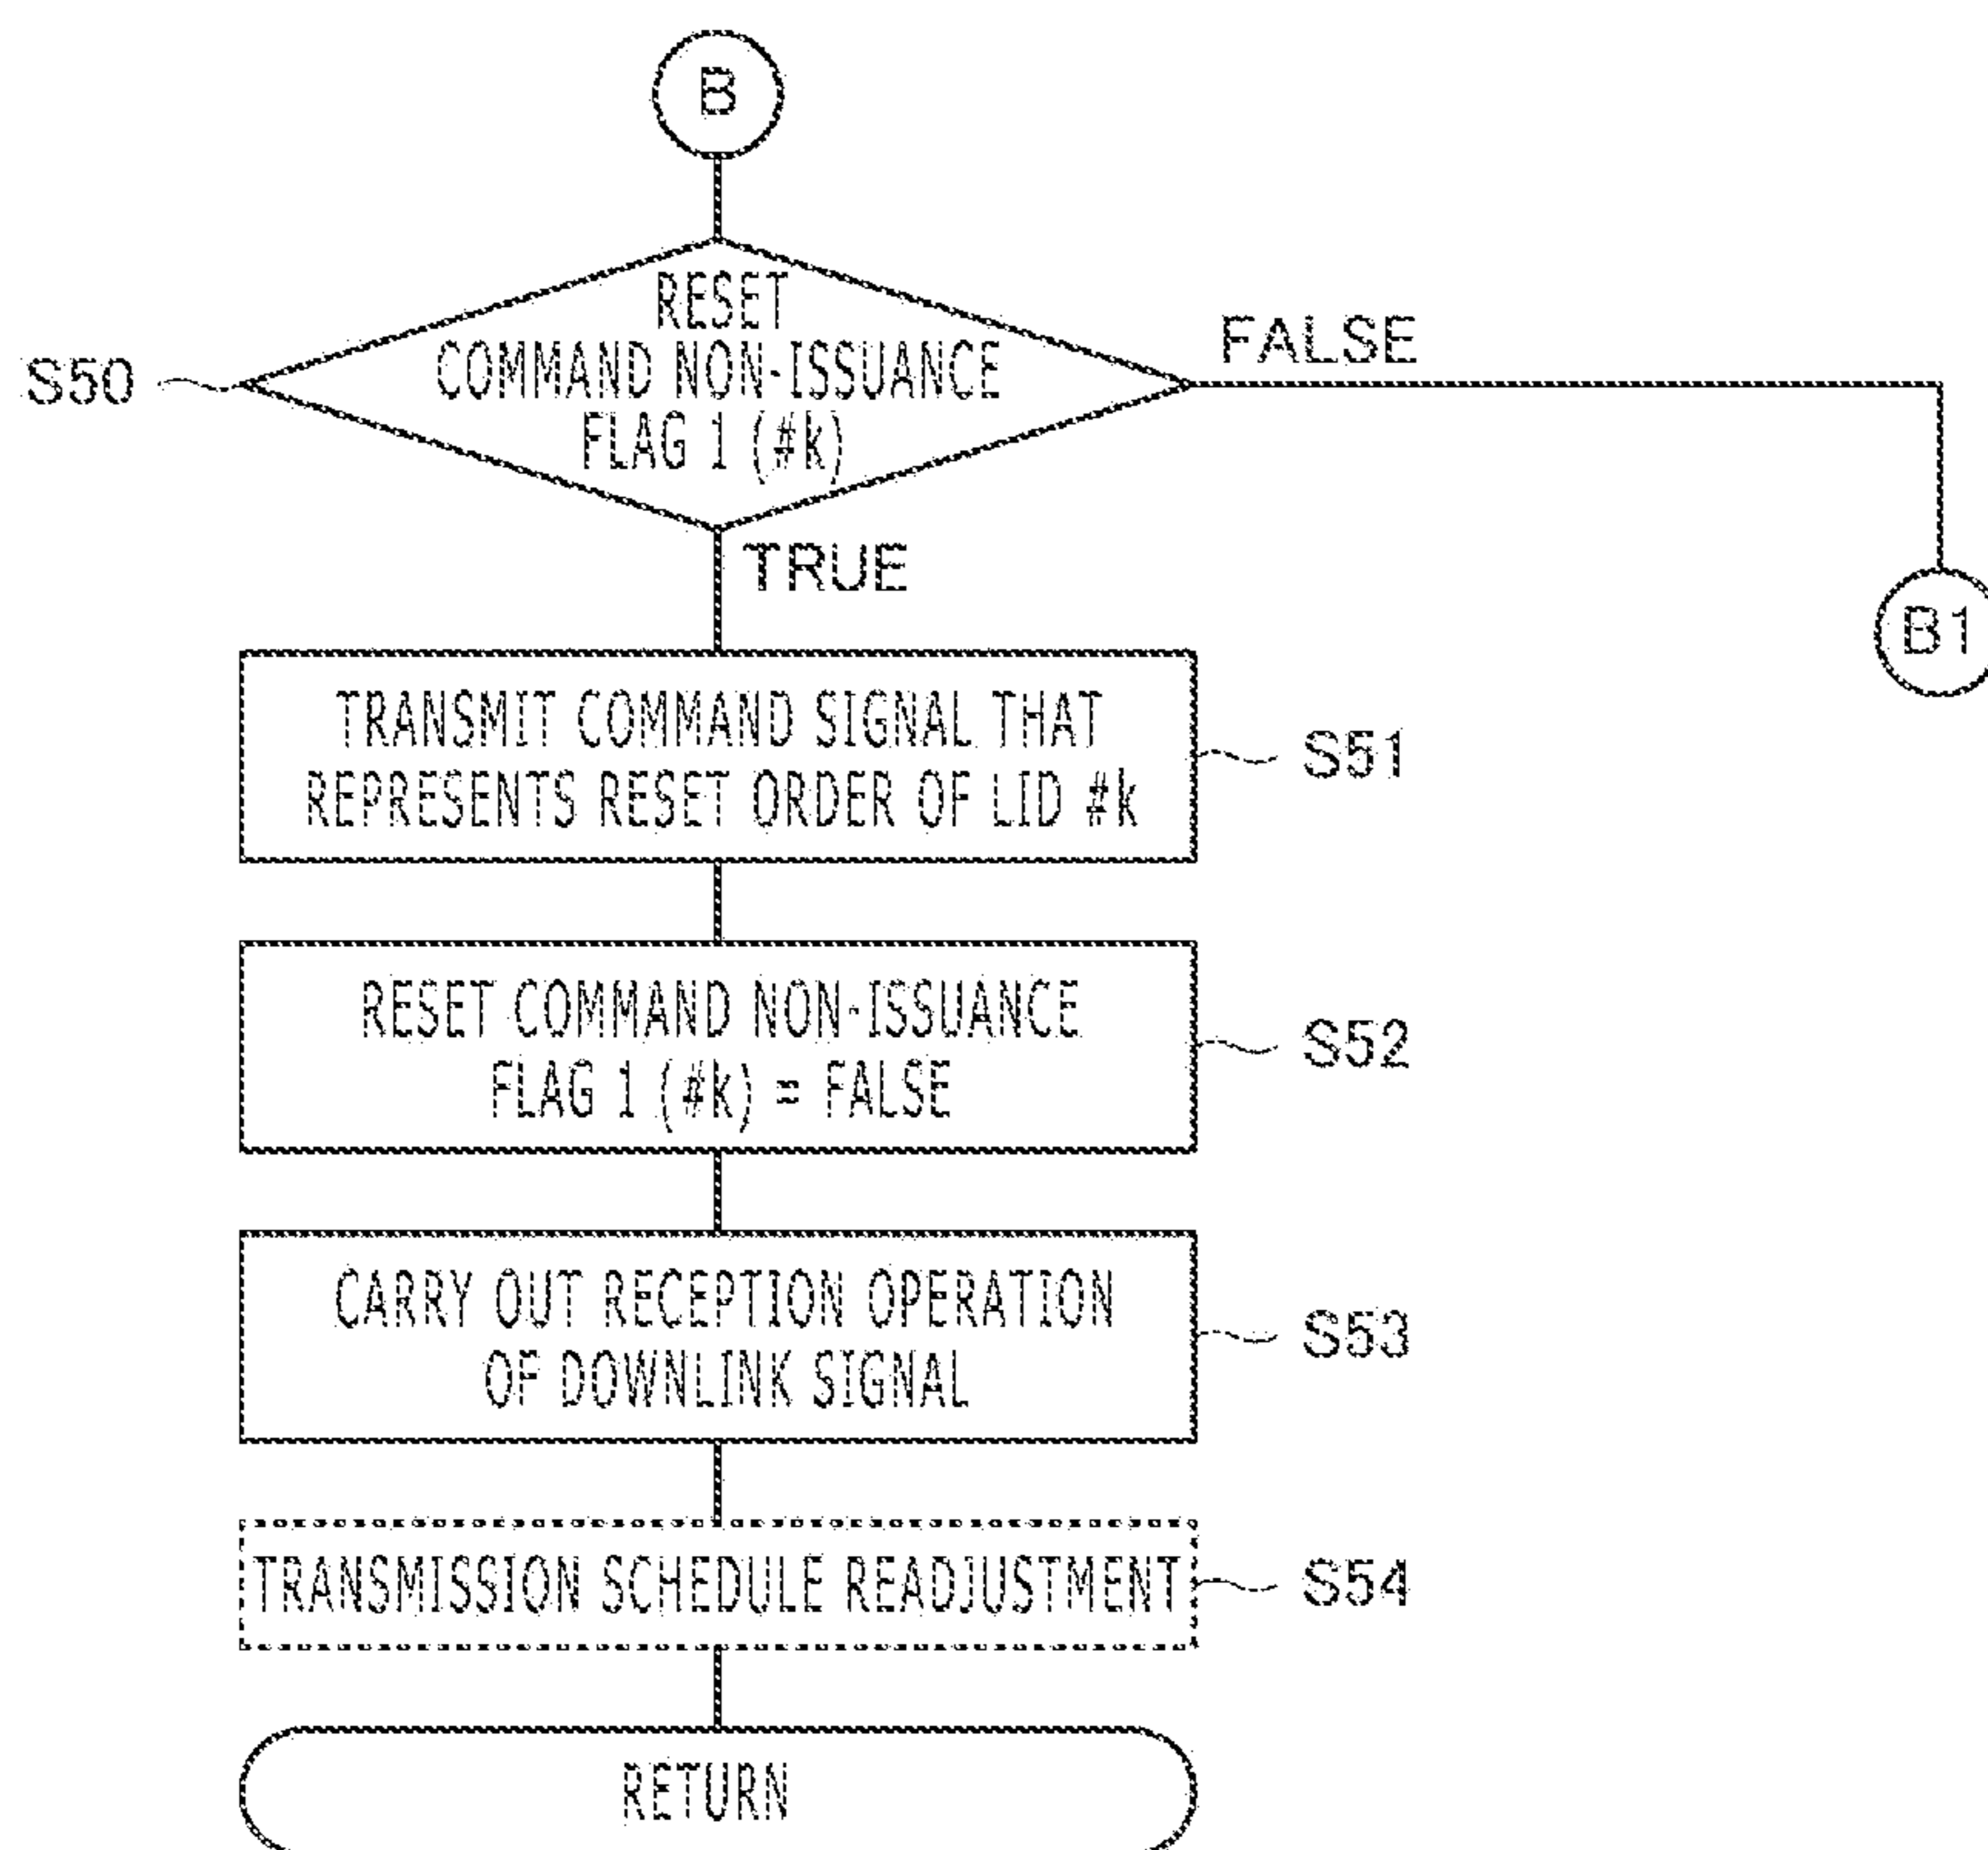 B
RESET
COMMAND NON-ISSUANCE
FLAG 1 (#k)
S50
FALSE
TRUE
B1
TRANSMIT COMMAND SIGNAL THAT
REPRESENTS RESET ORDER OF LID #k
S51
RESET COMMAND NON-ISSUANCE
FLAG 1 (#k) = FALSE
S52
CARRY OUT RECEPTION OPERATION
OF DOWNLINK SIGNAL
S53
TRANSMISSION SCHEDULE READJUSTMENT
S54
RETURN